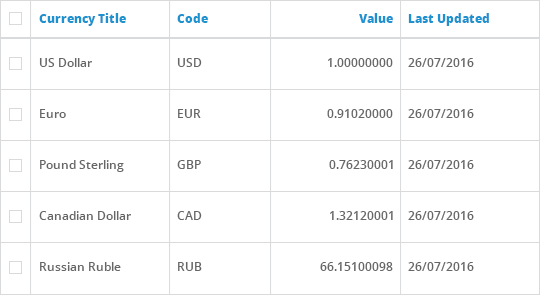 Currency Title Code Value Last Updated
US Dollar USD 1.00000000 26/07/2016
Euro EUR 0.91020000 26/07/2016
Pound Sterling GBP 0.76230001 26/07/2016
Canadian Dollar CAD 1.32120001 26/07/2016
Russian Ruble RUB 66.15100098 26/07/2016